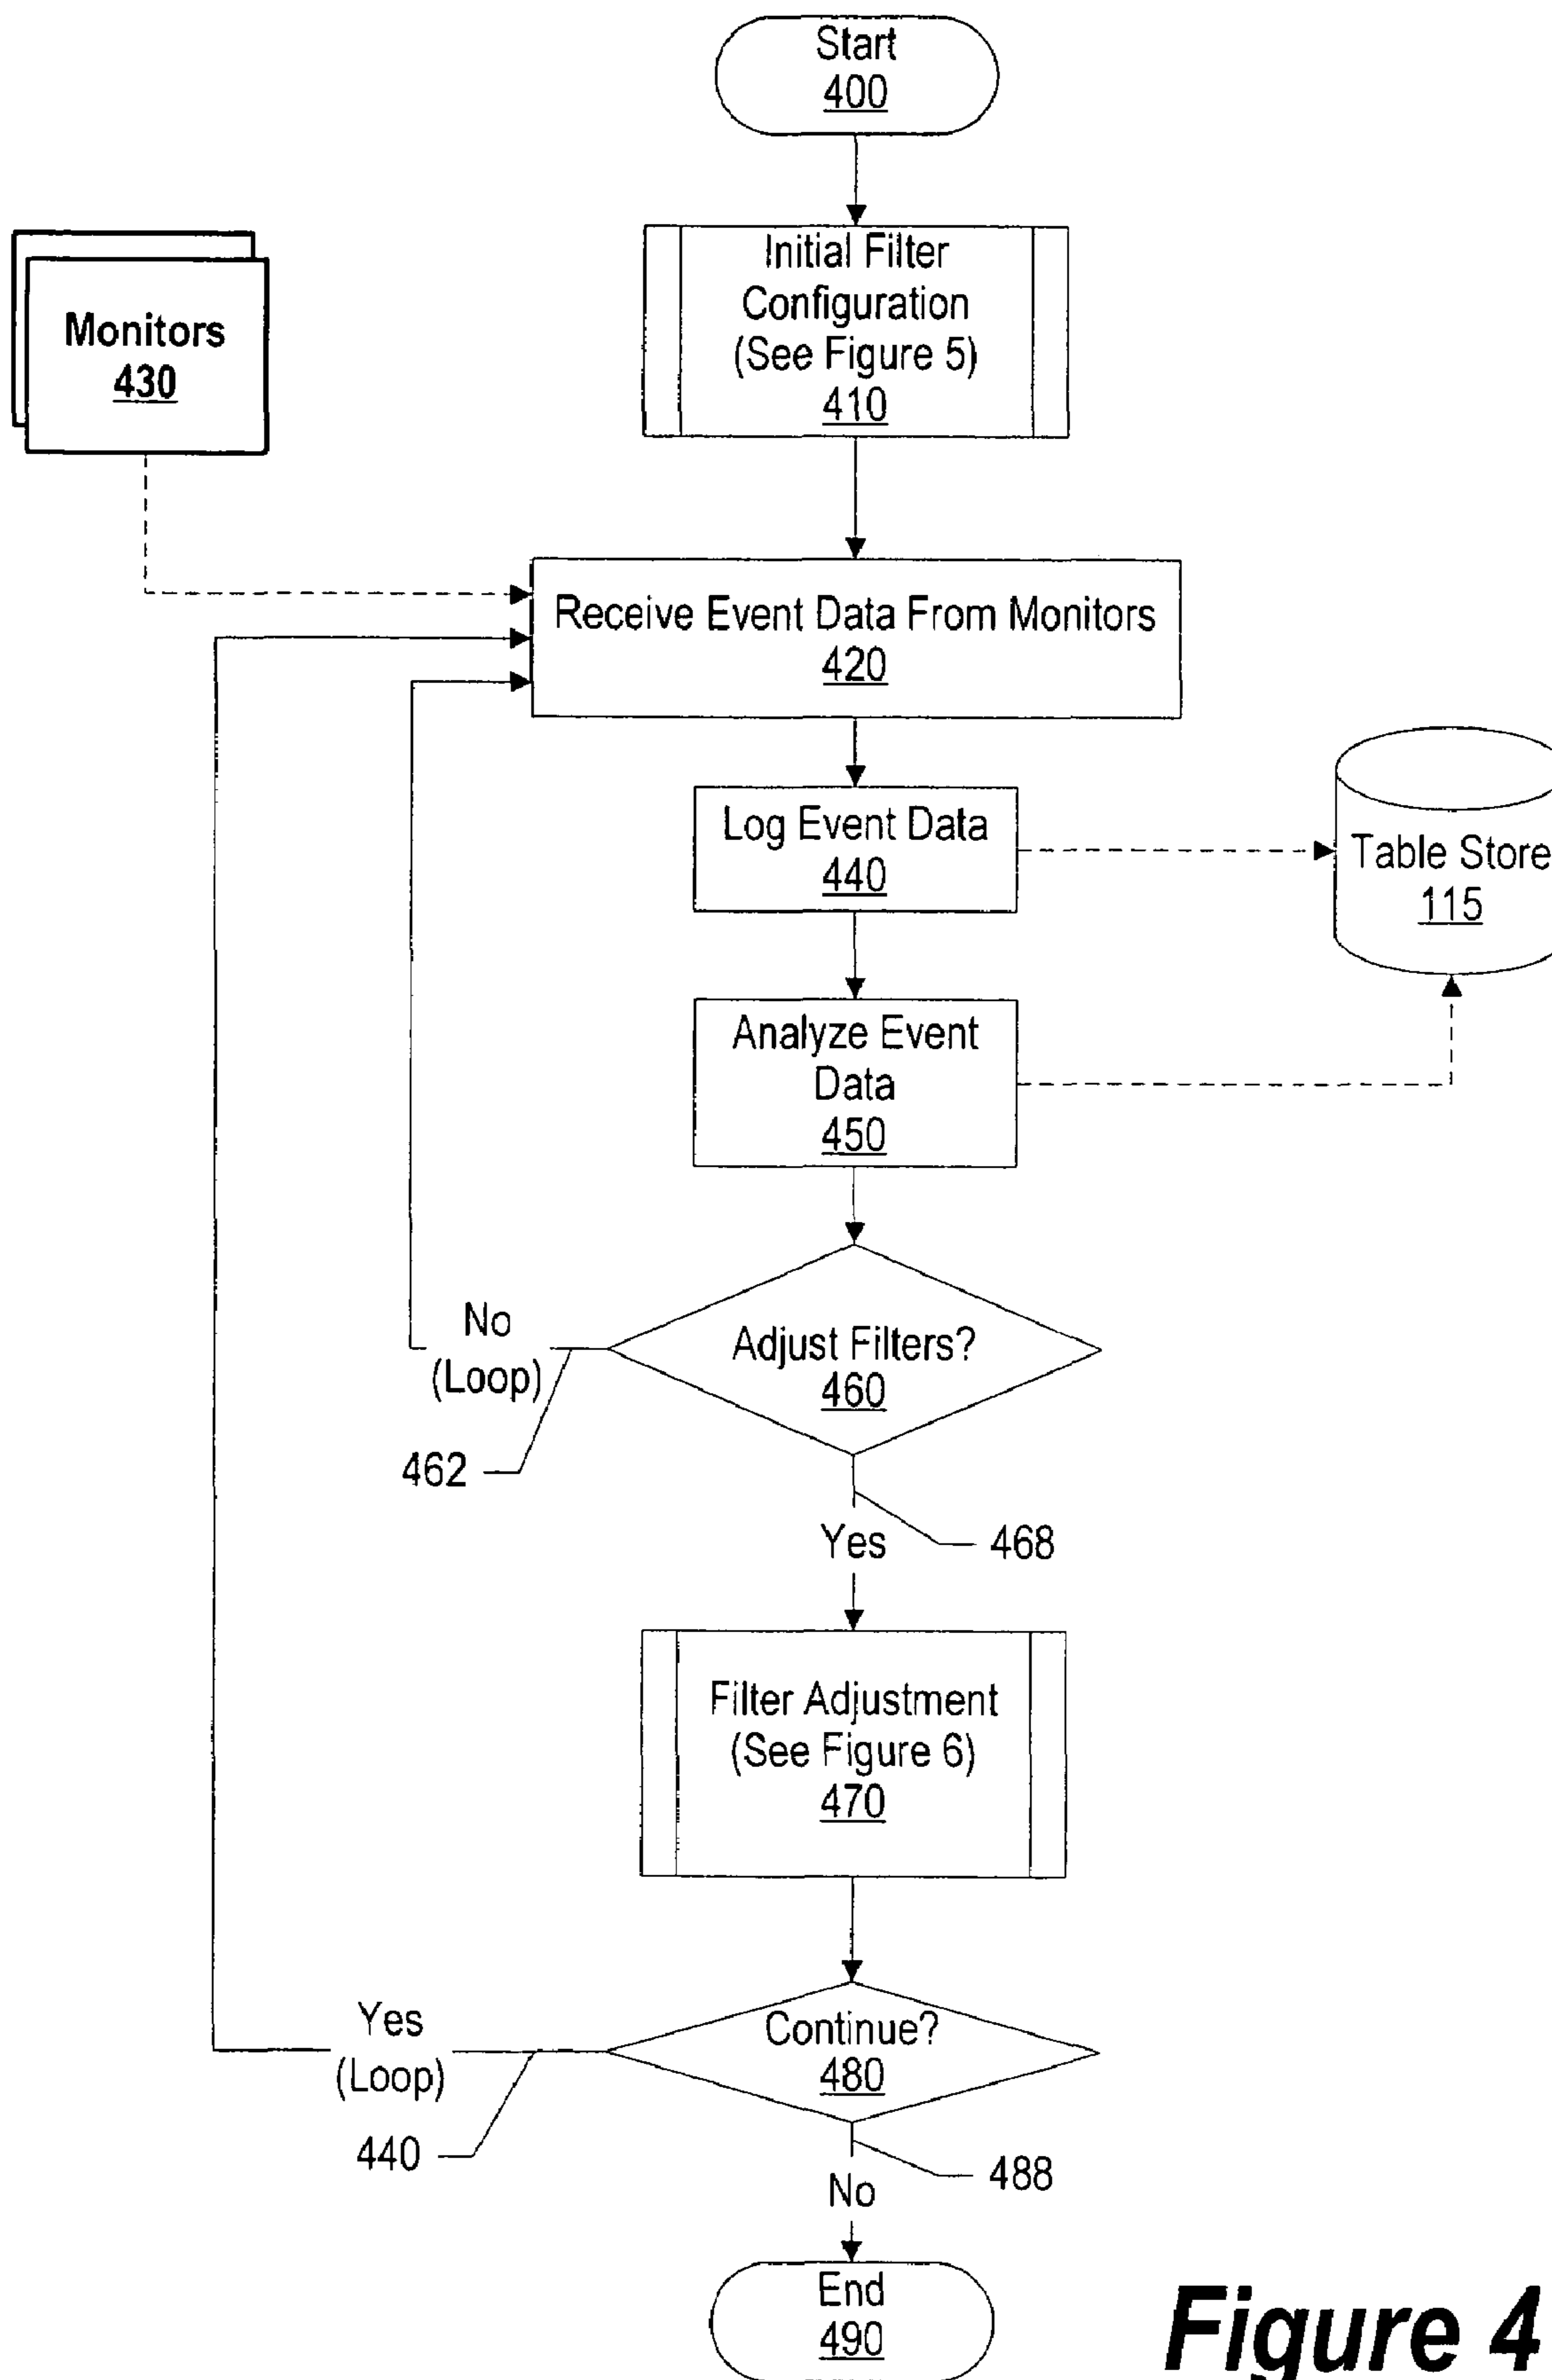 Start
400
Initial Filter
Configuration
(See Figure 5)
410
Monitors
430
Receive Event Data From Monitors
420
Log Event Data
440
Table Store
115
Analyze Event
Data
450
No
(Loop)
Adjust Filters?
460
462
Yes
468
Filter Adjustment
(See Figure 6)
470
Yes
(Loop)
Continue?
480
440
488
No
End
490
Figure 4